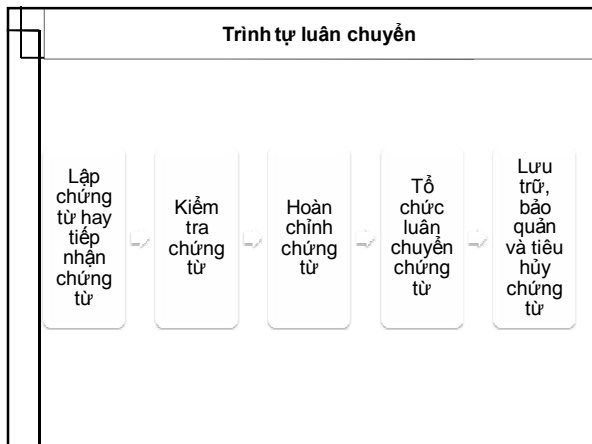 Trình tự luân chuyển
Lập
chứng
từ hay
tiếp
nhận
chứng
từ
Kiểm
tra
chứng
từ
Hoàn
chỉnh
chứng
từ
Tổ
chức
luân
chuyển
chứng
từ
Lưu
trữ,
bảo
quản
và tiêu
hủy
chứng
từ